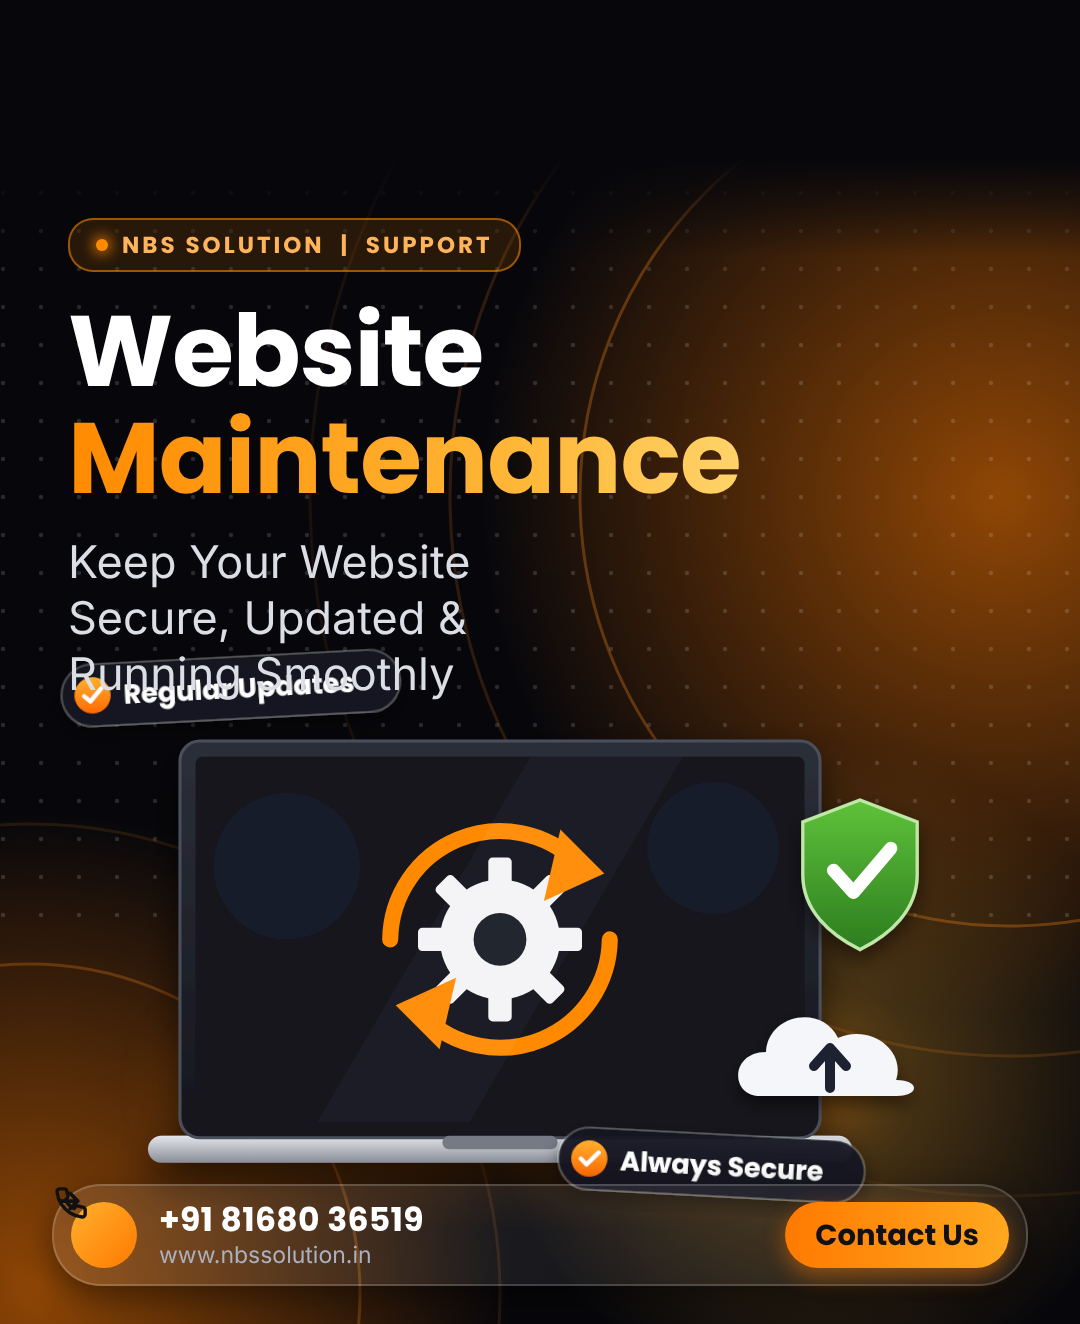 NBS SOLUTION | SUPPORT
Website
Maintenance
Keep Your Website
Secure, Updated &
Running Smoothly
Regular Updates
Always Secure
+91 81680 36519
www.nbssolution.in
Contact Us